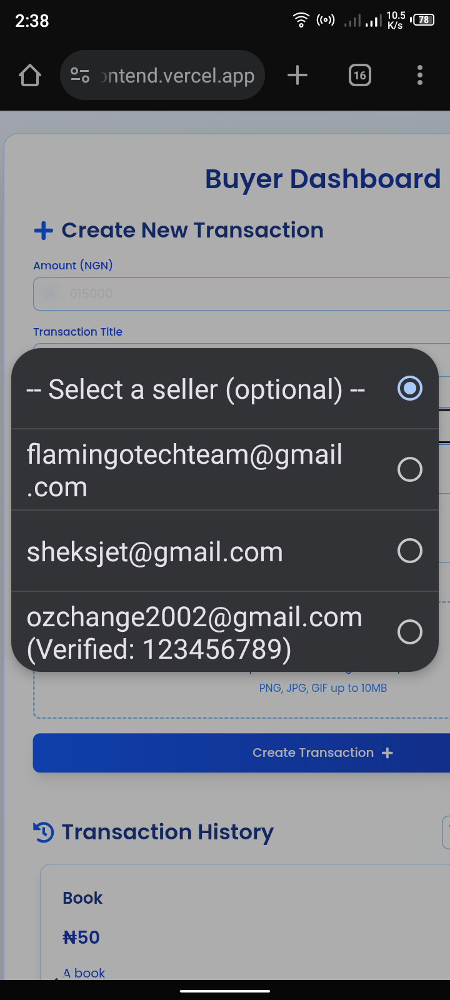 2:38
10.5
K/s
78
ontend.vercel.app
16
Buyer Dashboard
Create New Transaction
Amount (NGN)
015000
Transaction Title
-- Select a seller (optional) --
flamingotechteam@gmail
.com
sheksjet@gmail.com
ozchange2002@gmail.com
(Verified: 123456789)
PNG, JPG, GIF up to 10MB
Create Transaction
Transaction History
Book
₦50
A book